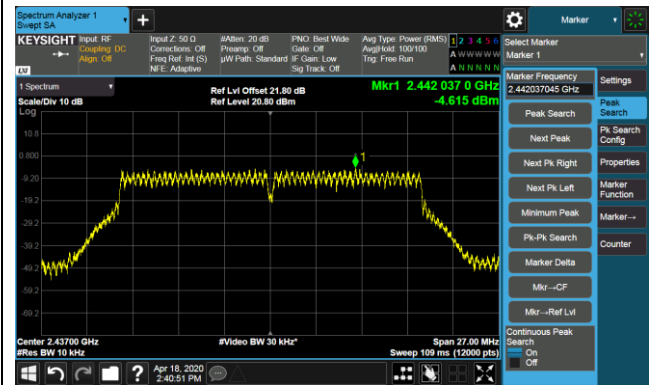 Spectrum Analyzer 1
Swept SA
+
Marker
KEYSIGHT
Input: RF
Coupling: DC
Align: Off
Input Z: 50 Ω
Corrections: Off
Freq Ref: Int (S)
NFE: Adaptive
#Atten: 20 dB
Preamp: Off
µW Path: Standard
PNO: Best Wide
Gate: Off
IF Gain: Low
Sig Track: Off
Avg Type: Power (RMS)
Avg|Hold: 100/100
Trig: Free Run
1 2 3 4 5 6
A W W W W W
A N N N N N
LXI
Select Marker
Marker 1
1 Spectrum
Scale/Div 10 dB
Log
Ref Lvl Offset 21.80 dB
Ref Level 20.80 dBm
Mkr1 2.442 037 0 GHz
-4.615 dBm
10.8
0.800
-9.20
-19.2
-29.2
-39.2
-49.2
-59.2
-69.2
1
Center 2.43700 GHz
#Res BW 10 kHz
#Video BW 30 kHz*
Span 27.00 MHz
Sweep 109 ms (12000 pts)
Marker Frequency
2.442037045 GHz
Peak Search
Next Peak
Next Pk Right
Next Pk Left
Minimum Peak
Pk-Pk Search
Marker Delta
Mkr→CF
Mkr→Ref Lvl
Continuous Peak
Search
On
Off
Settings
Peak
Search
Pk Search
Config
Properties
Marker
Function
Marker→
Counter
?
Apr 18, 2020
2:40:51 PM